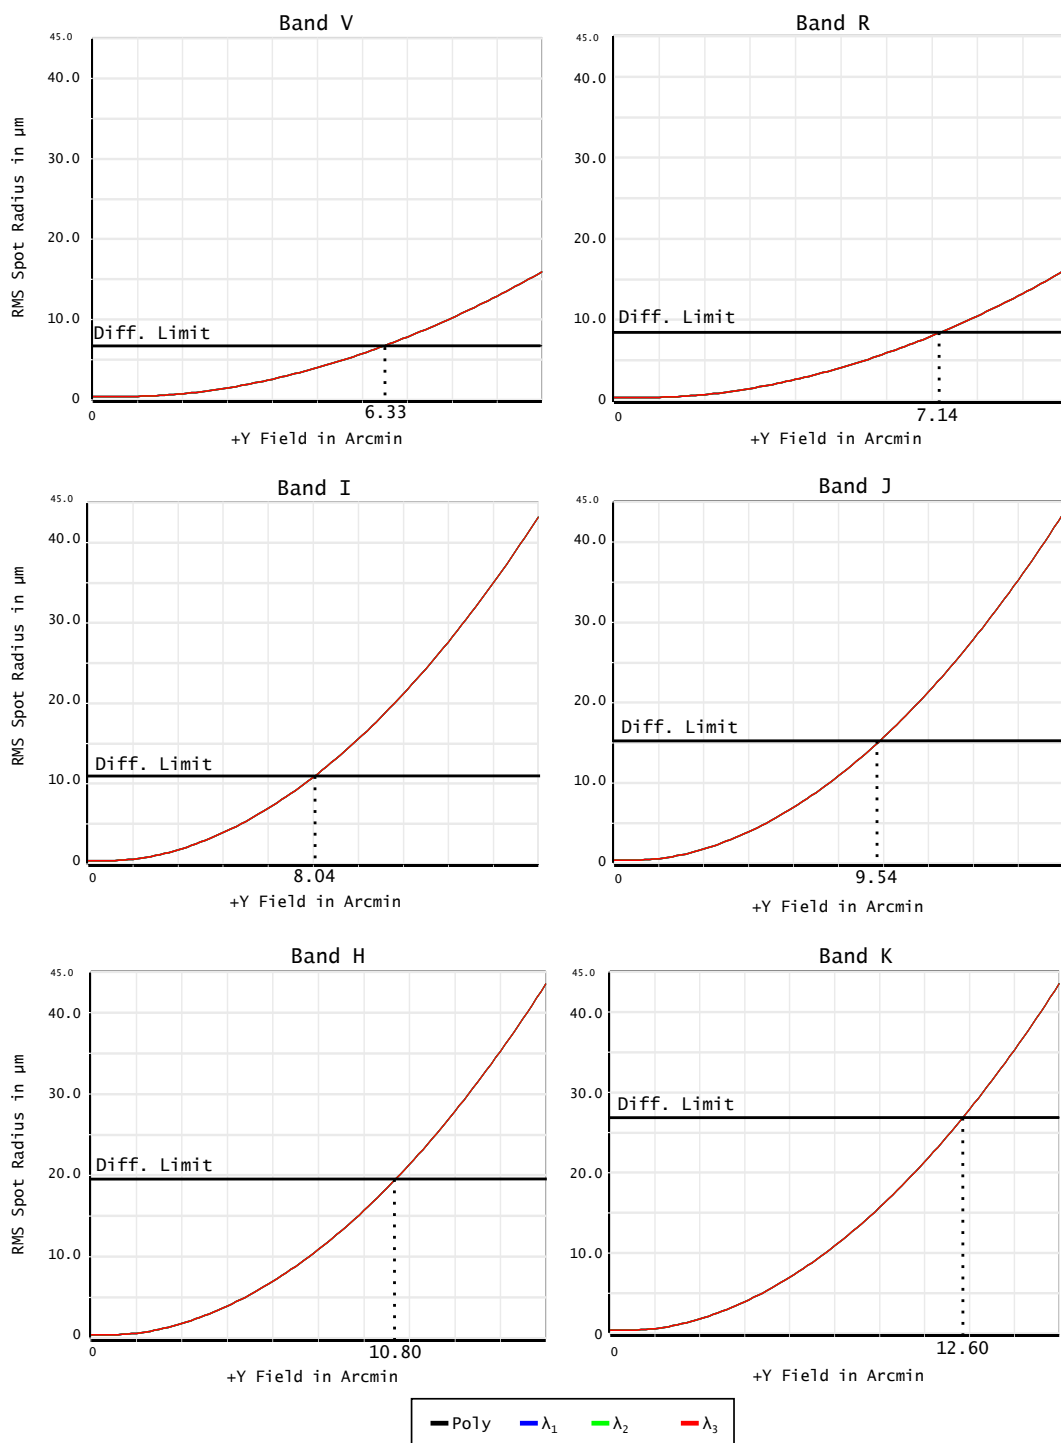 Band V
RMS Spot Radius in µm
45.0
40.0
30.0
20.0
10.0
0
Diff. Limit
0
6.33
+Y Field in Arcmin
Band R
45.0
40.0
30.0
20.0
10.0
0
Diff. Limit
0
7.14
+Y Field in Arcmin
Band I
RMS Spot Radius in µm
45.0
40.0
30.0
20.0
10.0
0
Diff. Limit
0
8.04
+Y Field in Arcmin
Band J
45.0
40.0
30.0
20.0
10.0
0
Diff. Limit
0
9.54
+Y Field in Arcmin
Band H
RMS Spot Radius in µm
45.0
40.0
30.0
20.0
10.0
0
Diff. Limit
0
10.80
+Y Field in Arcmin
Band K
45.0
40.0
30.0
20.0
10.0
0
Diff. Limit
0
12.60
+Y Field in Arcmin
Poly λ₁ λ₂ λ₃